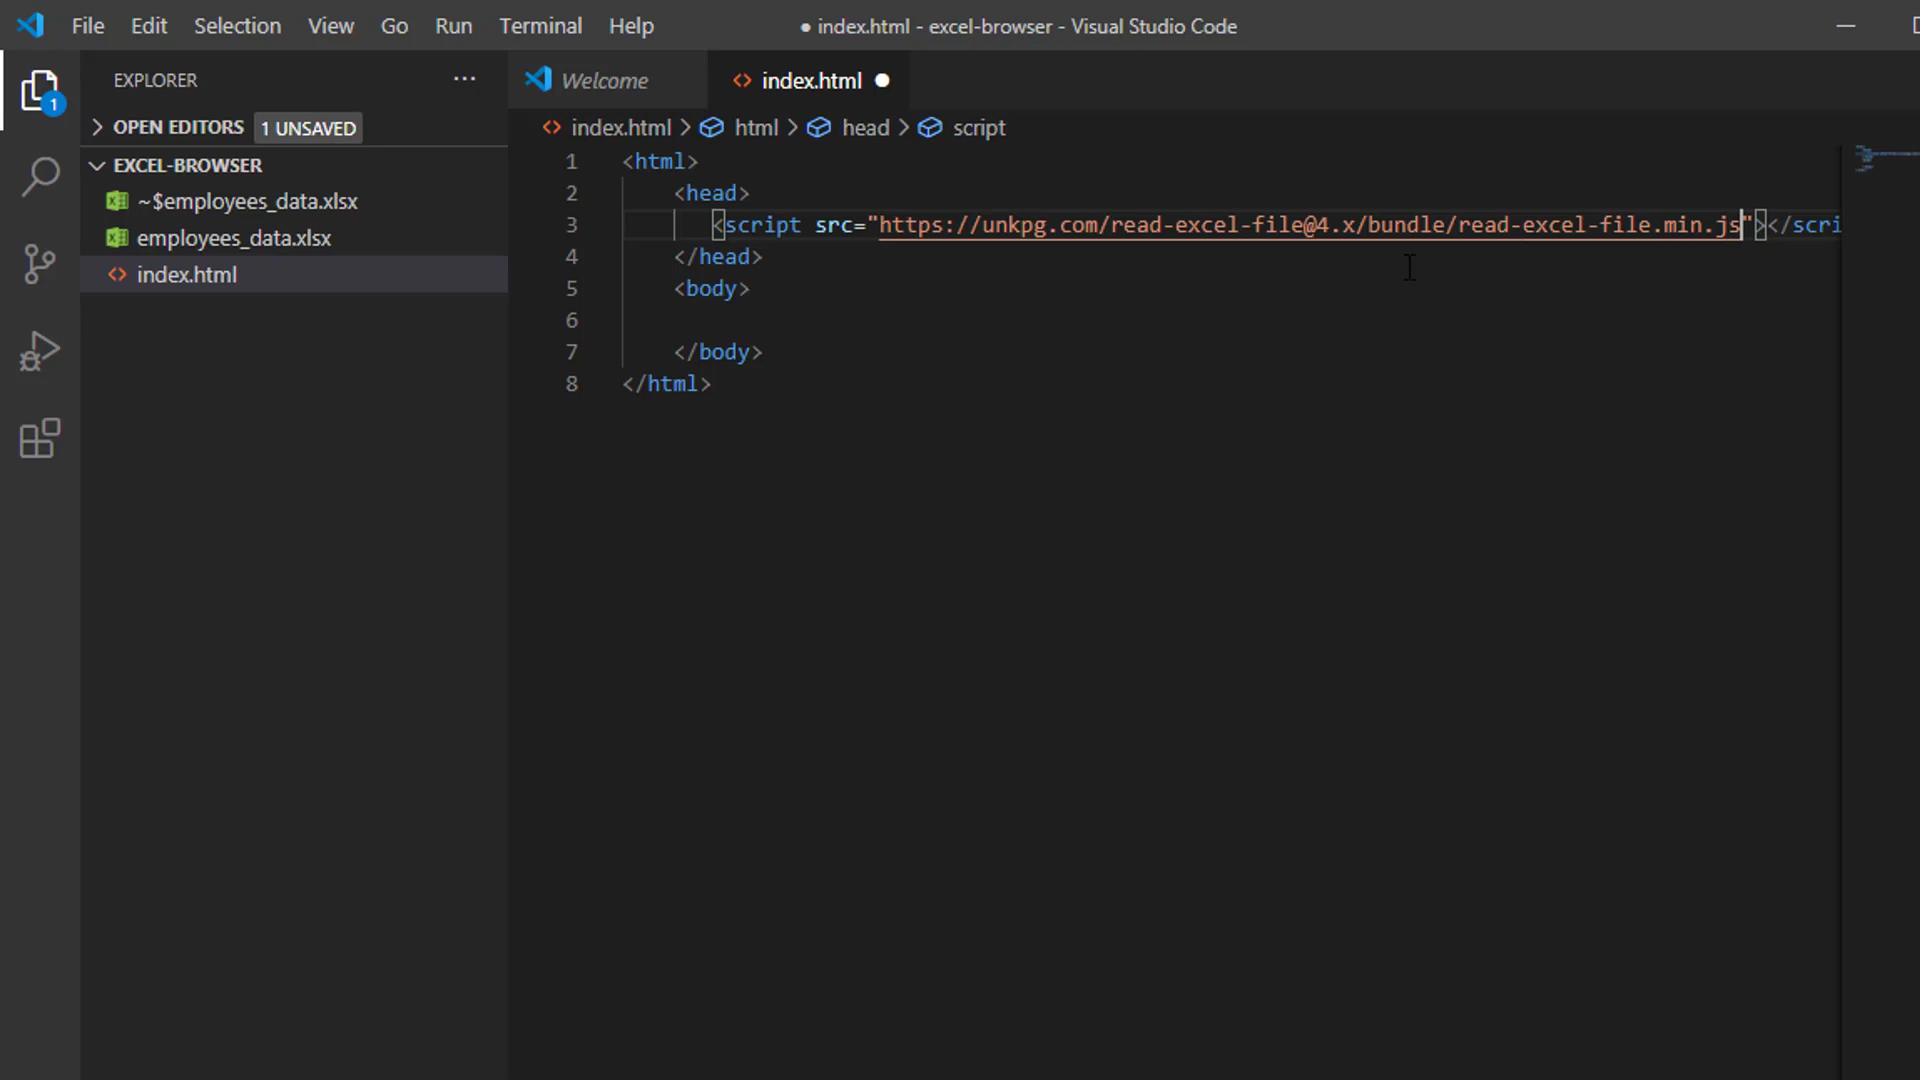 File Edit Selection View Go Run Terminal Help ● index.html - excel-browser - Visual Studio Code
EXPLORER ···
Welcome
index.html ●
OPEN EDITORS 1 UNSAVED
index.html > html > head > script
EXCEL-BROWSER
~$employees_data.xlsx
employees_data.xlsx
index.html
1
1 <html>
2 <head>
3 <script src="https://unkpg.com/read-excel-file@4.x/bundle/read-excel-file.min.js"></scri
4 </head>
5 <body>
6
7 </body>
8 </html>